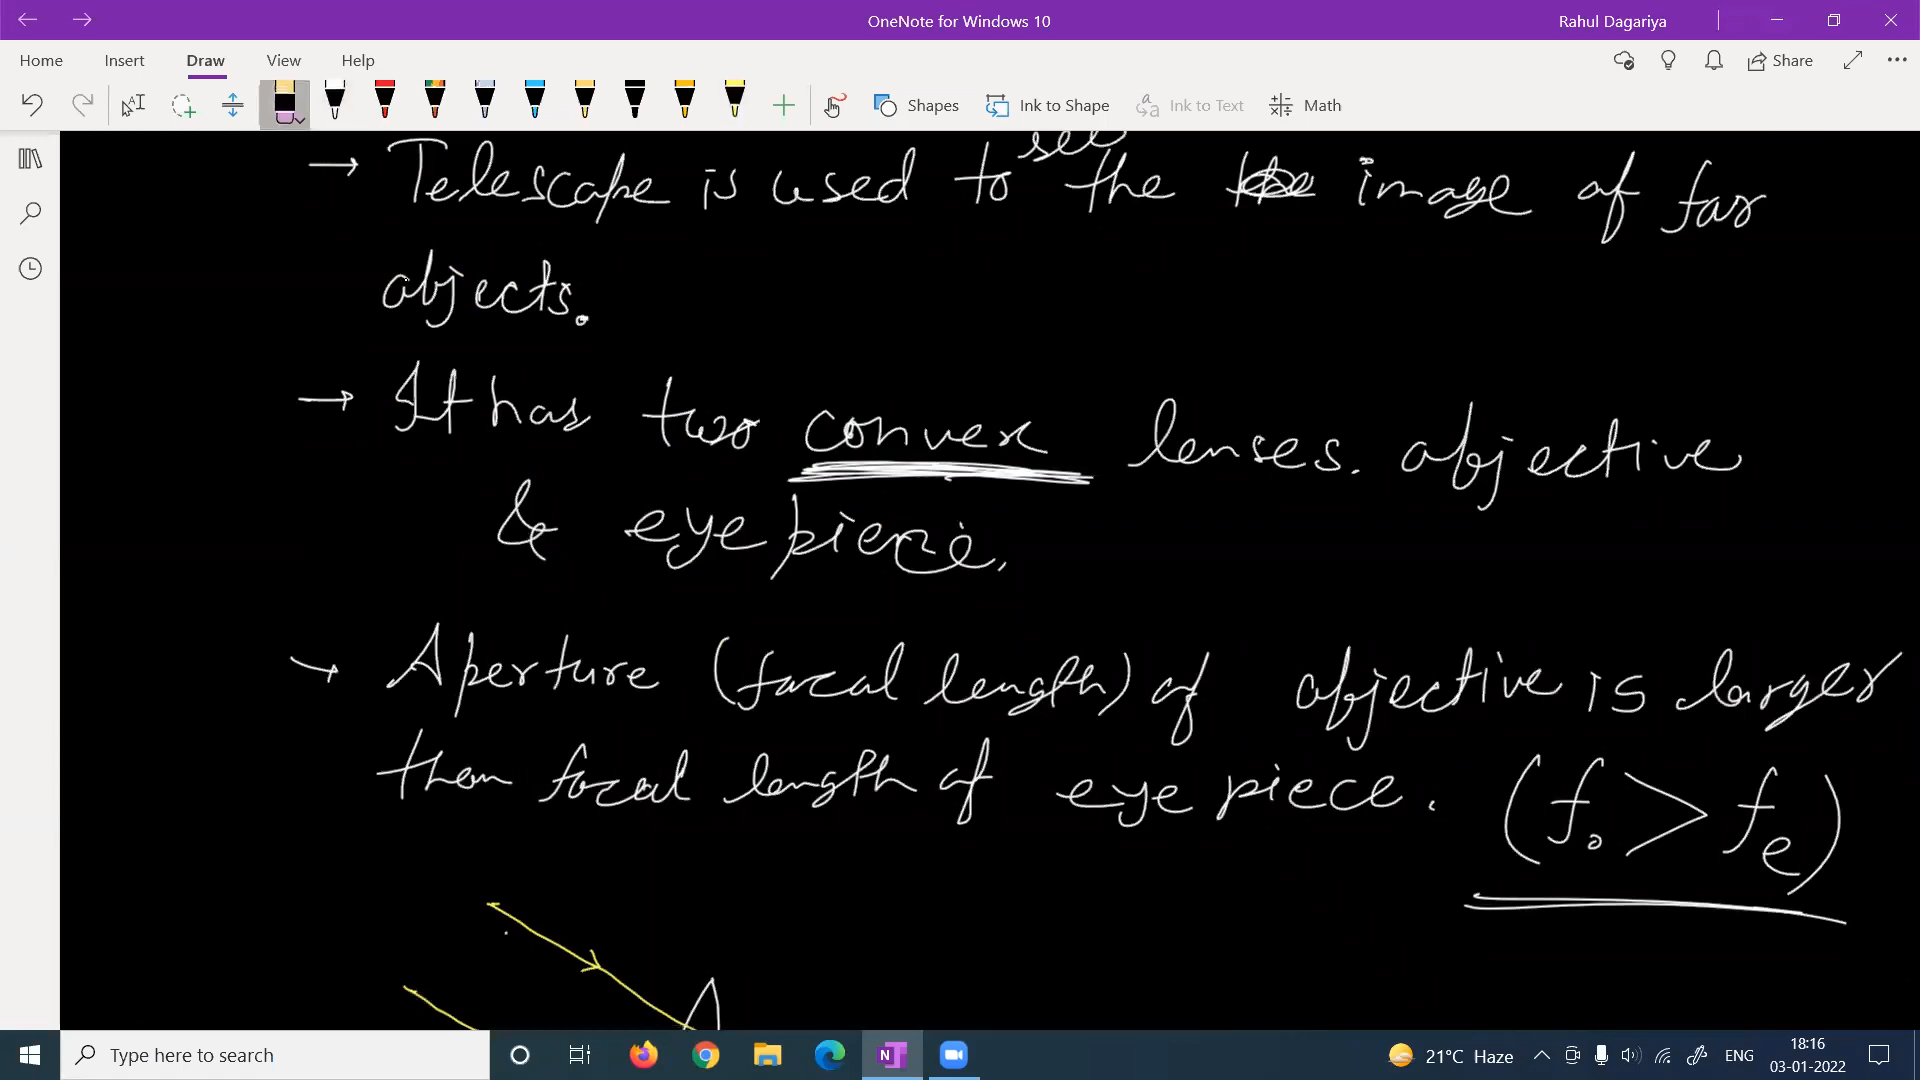 OneNote for Windows 10
Rahul Dagariya
Home Insert Draw View Help
Share
Shapes Ink to Shape Ink to Text Math
see
→ Telescope is used to the the image of far
objects.
→ It has two convex lenses. objective
& eye piece.
→ Aperture (focal length) of objective is larger
then focal length of eye piece. (fo > fe)
A
Type here to search
21°C Haze
ENG
18:16
03-01-2022